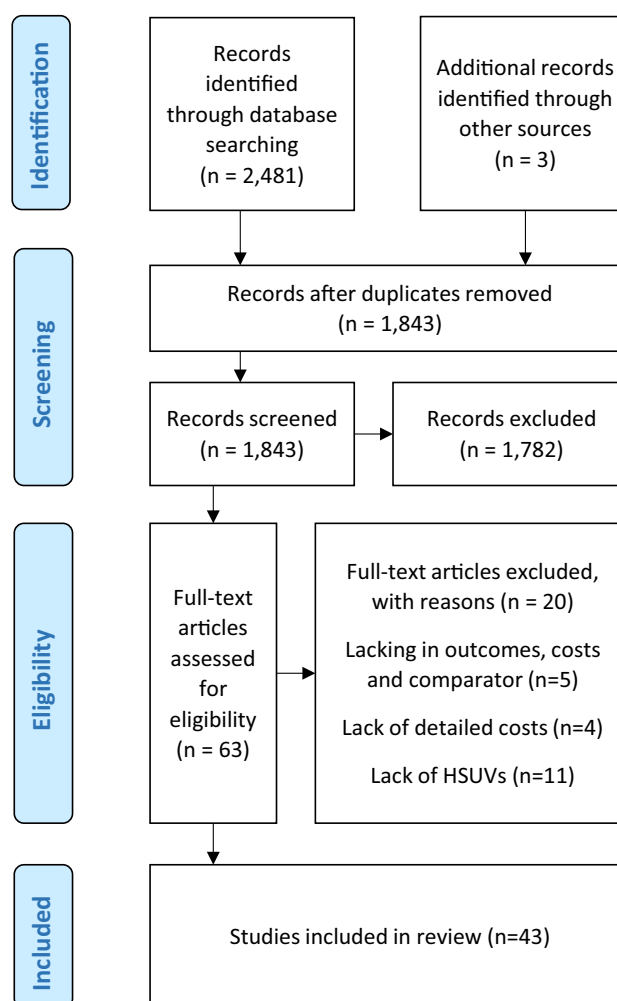 Identification
Records
identified
through database
searching
(n = 2,481)
Additional records
identified through
other sources
(n = 3)
Screening
Records after duplicates removed
(n = 1,843)
Records screened
(n = 1,843)
Records excluded
(n = 1,782)
Eligibility
Full-text
articles
assessed
for
eligibility
(n = 63)
Full-text articles excluded,
with reasons (n = 20)
Lacking in outcomes, costs
and comparator (n=5)
Lack of detailed costs (n=4)
Lack of HSUVs (n=11)
Included
Studies included in review (n=43)